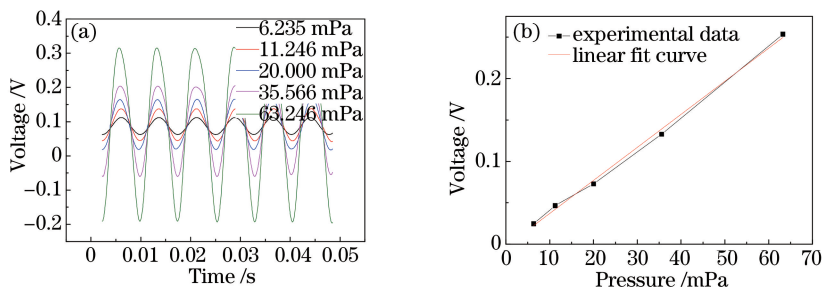 (a)
6.235 mPa
11.246 mPa
20.000 mPa
35.566 mPa
63.246 mPa
0.4
0.3
0.2
0.1
0
−0.1
−0.2
Voltage /V
0 0.01 0.02 0.03 0.04 0.05
Time /s
(b)
experimental data
linear fit curve
0.2
0.1
0
Voltage /V
0 10 20 30 40 50 60 70
Pressure /mPa